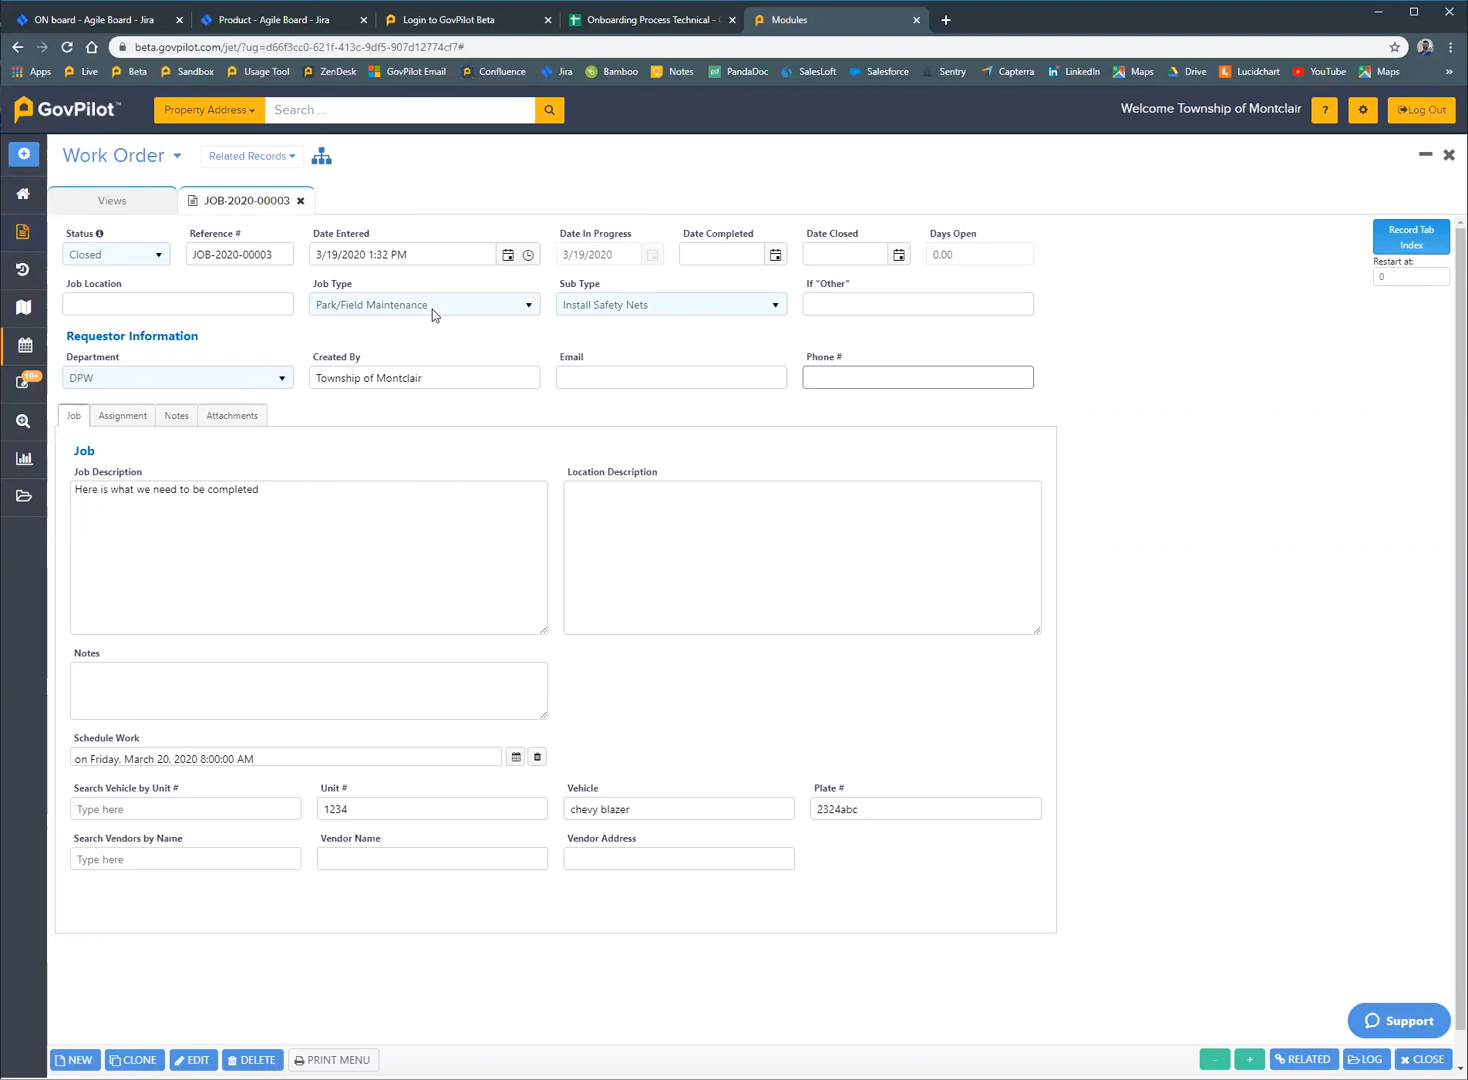 ON board - Agile Board - Jira
Product - Agile Board - Jira
Login to GovPilot Beta
Onboarding Process Technical -
Modules
beta.govpilot.com/jet/?ug=d66f3cc0-621f-413c-9df5-907d12774cf7#
Apps Live Beta Sandbox Usage Tool ZenDesk GovPilot Email Confluence Jira Bamboo Notes PandaDoc SalesLoft Salesforce Sentry Capterra LinkedIn Maps Drive Lucidchart YouTube Maps »
GovPilot™ Property Address Search ... Welcome Township of Montclair ? Log Out
Work Order Related Records
Views JOB-2020-00003
Status Reference # Date Entered Date In Progress Date Completed Date Closed Days Open
Closed JOB-2020-00003 3/19/2020 1:32 PM 3/19/2020 0.00
Record Tab
Index
Restart at:
0
Job Location Job Type Sub Type If "Other"
Park/Field Maintenance Install Safety Nets
Requestor Information
Department Created By Email Phone #
DPW Township of Montclair
10+
Job Assignment Notes Attachments
Job
Job Description Location Description
Here is what we need to be completed
Notes
Schedule Work
on Friday, March 20, 2020 8:00:00 AM
Search Vehicle by Unit # Unit # Vehicle Plate #
Type here 1234 chevy blazer 2324abc
Search Vendors by Name Vendor Name Vendor Address
Type here
Support
NEW CLONE EDIT DELETE PRINT MENU - + RELATED LOG CLOSE